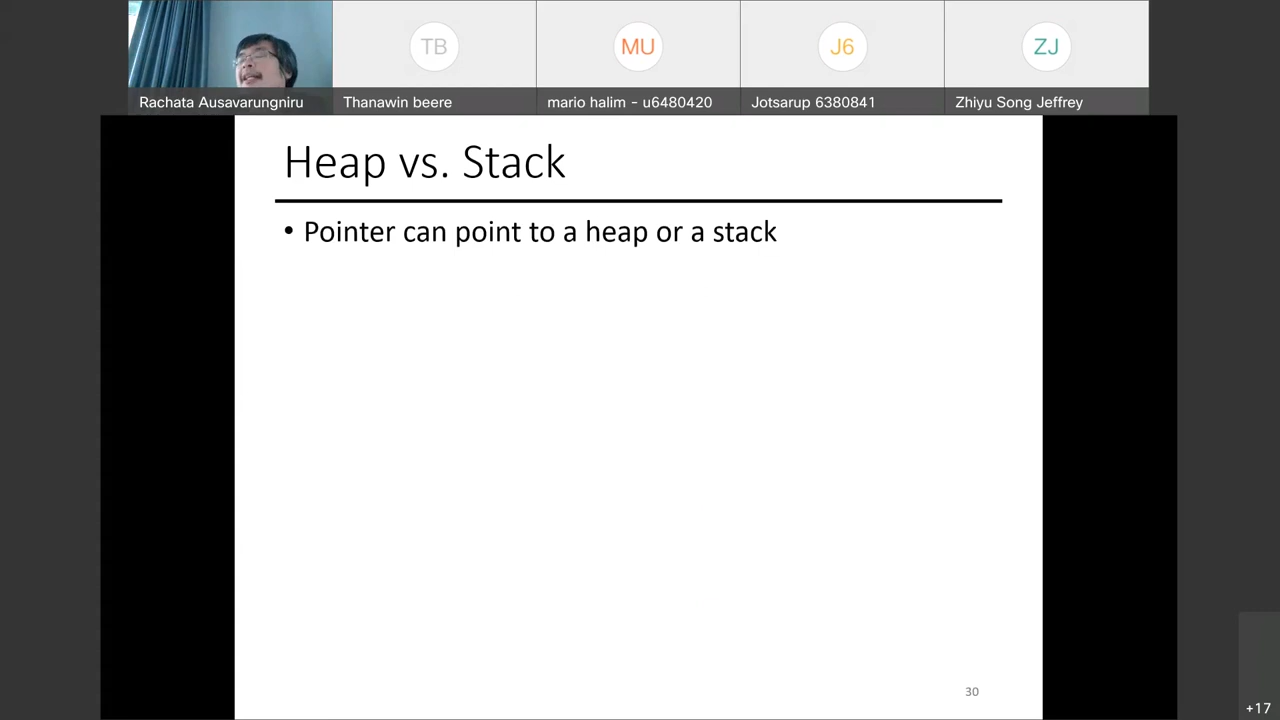 TB
MU
J6
ZJ
Rachata Ausavarungniru
Thanawin beere
mario halim - u6480420
Jotsarup 6380841
Zhiyu Song Jeffrey
Heap vs. Stack
• Pointer can point to a heap or a stack
30
+17